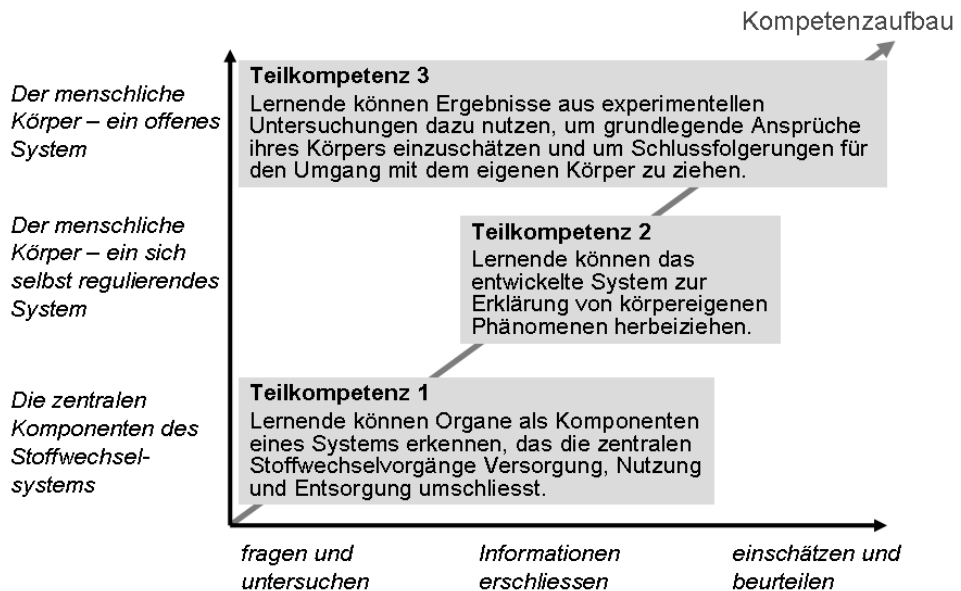 Kompetenzaufbau
Der menschliche
Körper – ein offenes
System
Teilkompetenz 3
Lernende können Ergebnisse aus experimentellen
Untersuchungen dazu nutzen, um grundlegende Ansprüche
ihres Körpers einzuschätzen und um Schlussfolgerungen für
den Umgang mit dem eigenen Körper zu ziehen.
Der menschliche
Körper – ein sich
selbst regulierendes
System
Teilkompetenz 2
Lernende können das
entwickelte System zur
Erklärung von körpereigenen
Phänomenen herbeiziehen.
Die zentralen
Komponenten des
Stoffwechsel-
systems
Teilkompetenz 1
Lernende können Organe als Komponenten
eines Systems erkennen, das die zentralen
Stoffwechselvorgänge Versorgung, Nutzung
und Entsorgung umschliesst.
fragen und
untersuchen
Informationen
erschliessen
einschätzen und
beurteilen